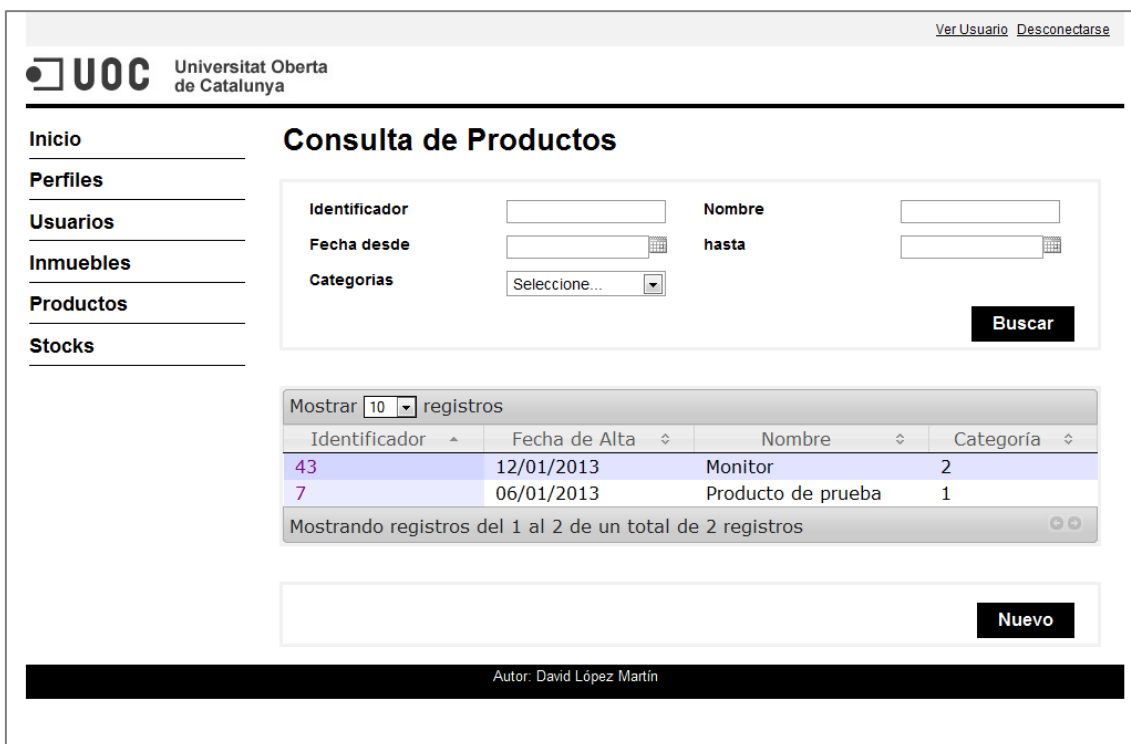 Ver Usuario Desconectarse
UOC Universitat Oberta
de Catalunya
Inicio
Perfiles
Usuarios
Inmuebles
Productos
Stocks
Consulta de Productos
Identificador Nombre
Fecha desde hasta
Categorias Seleccione...
Buscar
Mostrar 10 registros
Identificador Fecha de Alta Nombre Categoría
43 12/01/2013 Monitor 2
7 06/01/2013 Producto de prueba 1
Mostrando registros del 1 al 2 de un total de 2 registros
Nuevo
Autor: David López Martín